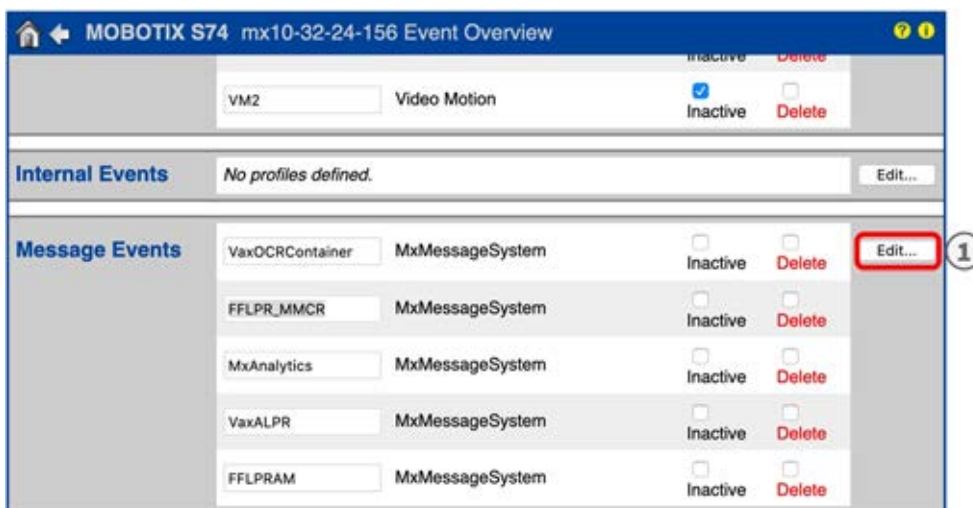 MOBOTIX S74 mx10-32-24-156 Event Overview ? i
Inactive Delete
VM2 Video Motion Inactive Delete
Internal Events No profiles defined. Edit...
Message Events VaxOCRContainer MxMessageSystem Inactive Delete Edit... 1
FFLPR_MMCR MxMessageSystem Inactive Delete
MxAnalytics MxMessageSystem Inactive Delete
VaxALPR MxMessageSystem Inactive Delete
FFLPRAM MxMessageSystem Inactive Delete